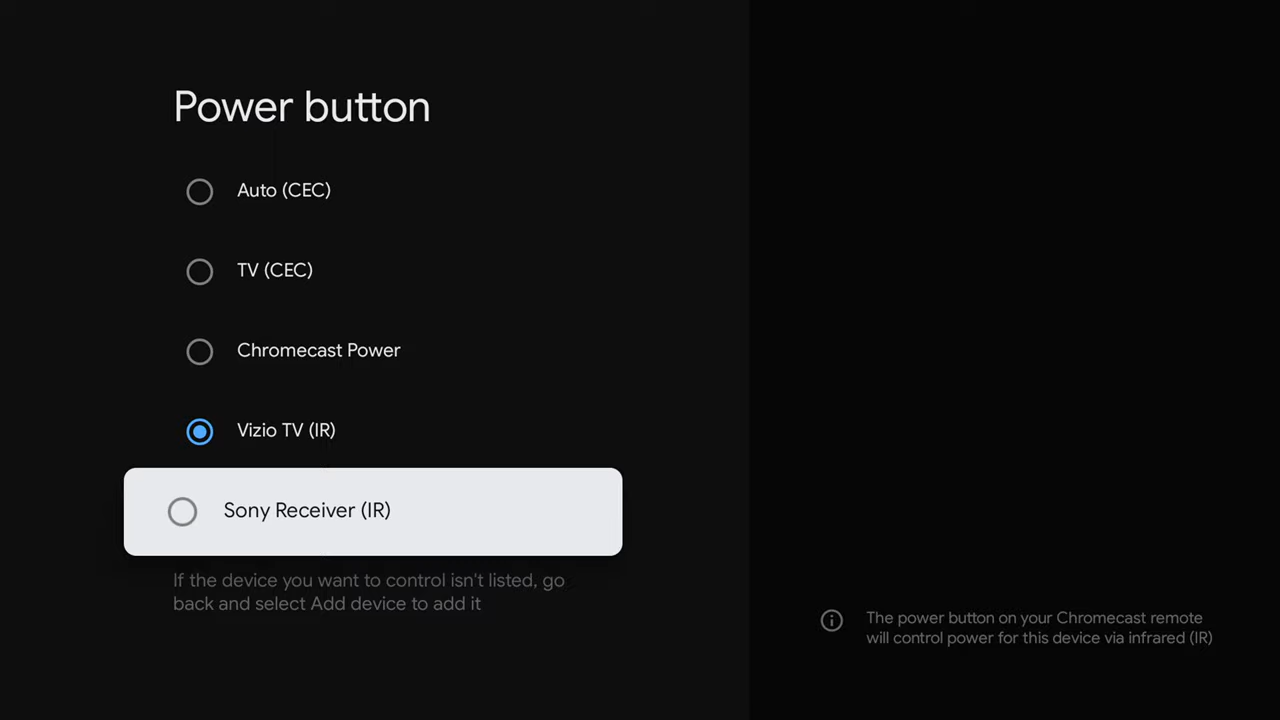 Power button
Auto (CEC)
TV (CEC)
Chromecast Power
Vizio TV (IR)
Sony Receiver (IR)
If the device you want to control isn't listed, go
back and select Add device to add it
The power button on your Chromecast remote
will control power for this device via infrared (IR)